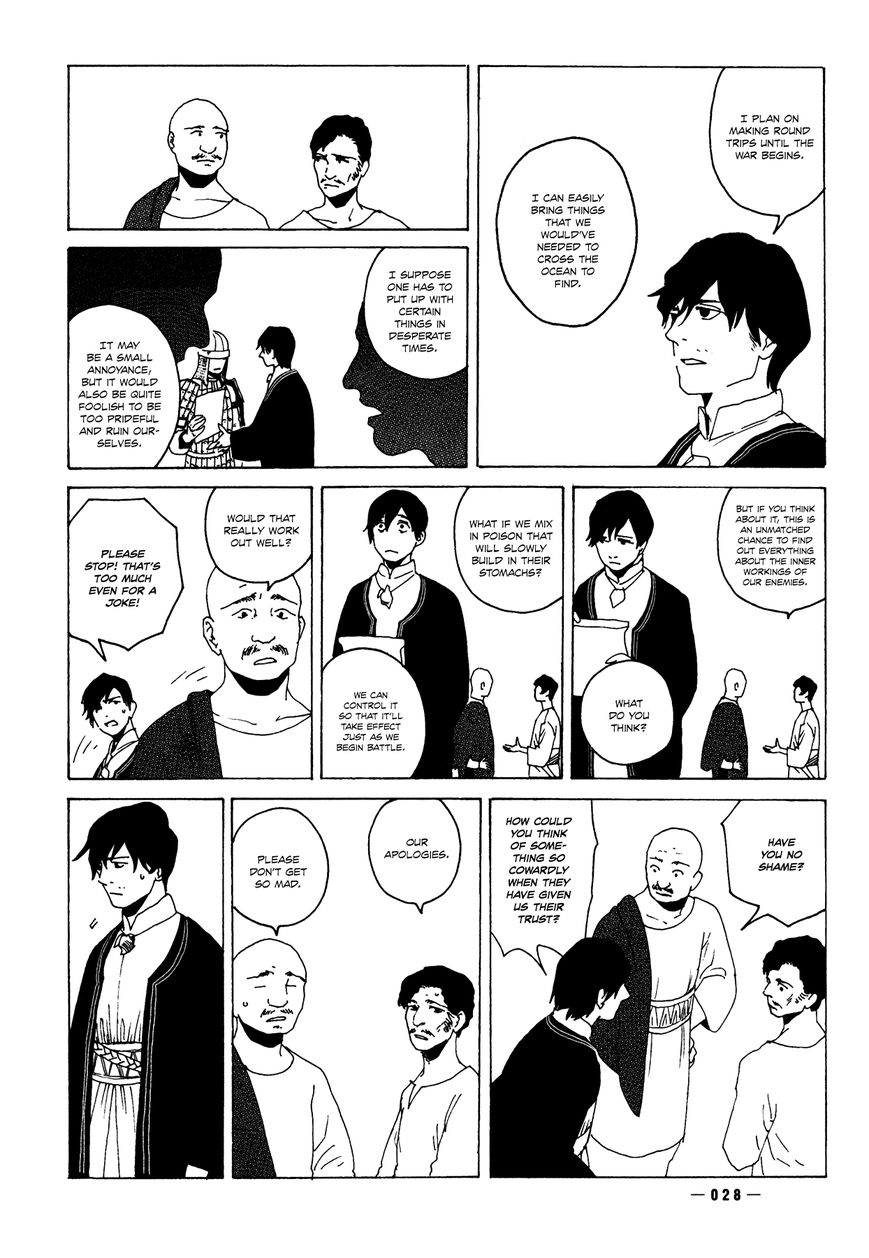 I PLAN ON
MAKING ROUND
TRIPS UNTIL THE
WAR BEGINS.
I CAN EASILY
BRING THINGS
THAT WE
WOULD'VE
NEEDED TO
CROSS THE
OCEAN TO
FIND.
I SUPPOSE
ONE HAS TO
PUT UP WITH
CERTAIN
THINGS IN
DESPERATE
TIMES.
IT MAY
BE A SMALL
ANNOYANCE,
BUT IT WOULD
ALSO BE QUITE
FOOLISH TO BE
TOO PRIDEFUL
AND RUIN OUR-
SELVES.
BUT IF YOU THINK
ABOUT IT, THIS IS
AN UNMATCHED
CHANCE TO FIND
OUT EVERYTHING
ABOUT THE INNER
WORKINGS OF
OUR ENEMIES.
WHAT
DO YOU
THINK?
WHAT IF WE MIX
IN POISON THAT
WILL SLOWLY
BUILD IN THEIR
STOMACHS?
WE CAN
CONTROL IT
SO THAT IT'LL
TAKE EFFECT
JUST AS WE
BEGIN BATTLE.
WOULD THAT
REALLY WORK
OUT WELL?
PLEASE
STOP! THAT'S
TOO MUCH
EVEN FOR A
JOKE!
HAVE
YOU NO
SHAME?
HOW COULD
YOU THINK
OF SOME-
THING SO
COWARDLY
WHEN THEY
HAVE GIVEN
US THEIR
TRUST?
OUR
APOLOGIES.
PLEASE
DON'T GET
SO MAD.
— 028 —